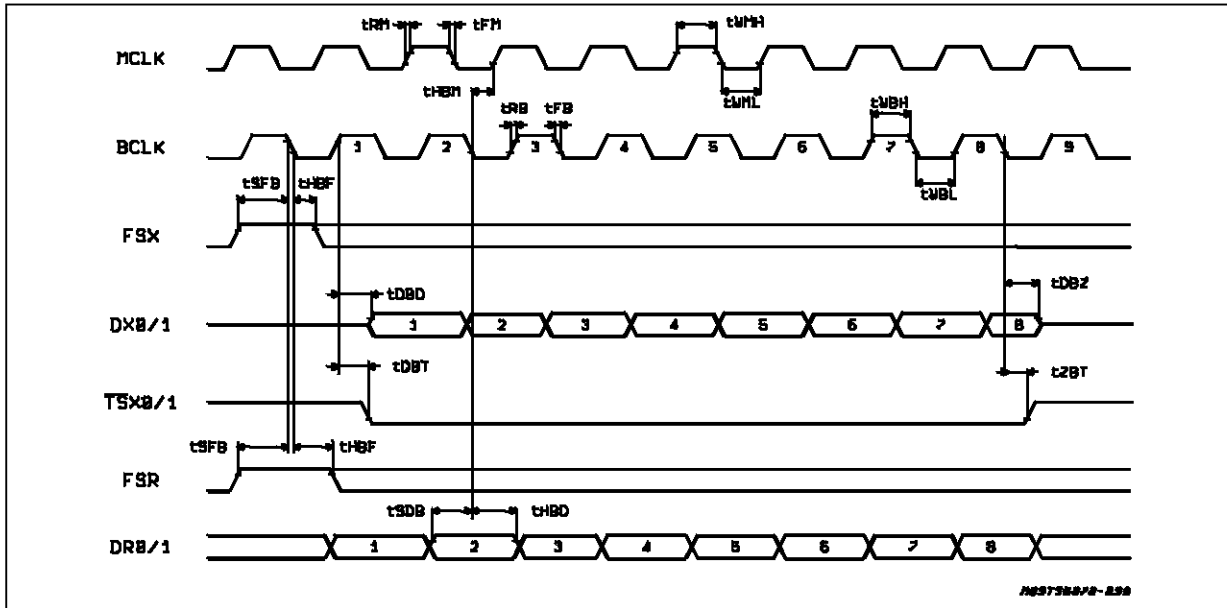 tRM tFM tWMH
MCLK
tHBM tRB tFB tWML tWBH
BCLK 1 2 3 4 5 6 7 8 9
tSFB tHBF tWBL
FSX
tDBD tDBZ
DX0/1 1 2 3 4 5 6 7 8
tDBT tZBT
TSX0/1
tSFB tHBF
FSR
tSDB tHBD
DR0/1 1 2 3 4 5 6 7 8